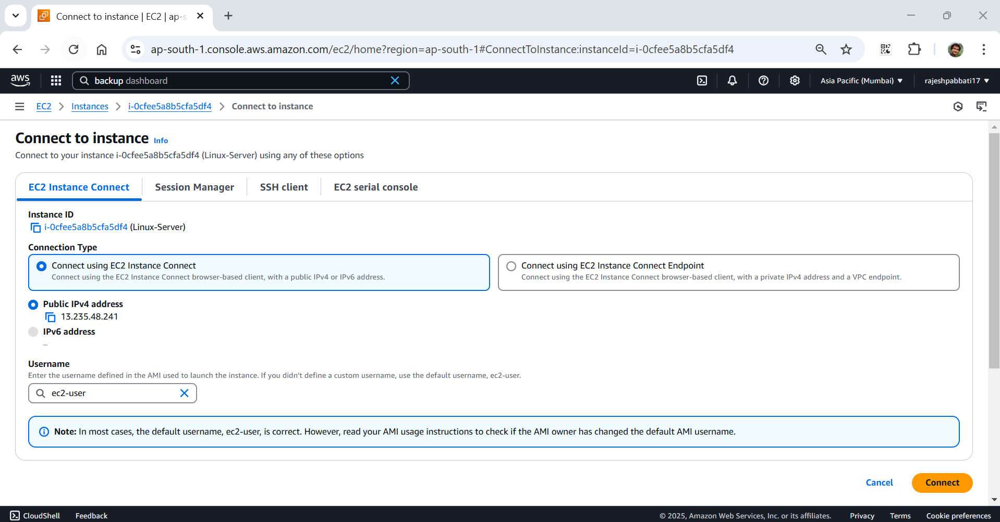 Connect to instance | EC2 | ap-s
ap-south-1.console.aws.amazon.com/ec2/home?region=ap-south-1#ConnectToInstance:instanceId=i-0cfee5a8b5cfa5df4
aws
backup dashboard
Asia Pacific (Mumbai)
rajeshpabbati17
EC2
Instances
i-0cfee5a8b5cfa5df4
Connect to instance
Connect to instance Info
Connect to your instance i-0cfee5a8b5cfa5df4 (Linux-Server) using any of these options
EC2 Instance Connect
Session Manager
SSH client
EC2 serial console
Instance ID
i-0cfee5a8b5cfa5df4 (Linux-Server)
Connection Type
Connect using EC2 Instance Connect
Connect using the EC2 Instance Connect browser-based client, with a public IPv4 or IPv6 address.
Connect using EC2 Instance Connect Endpoint
Connect using the EC2 Instance Connect browser-based client, with a private IPv4 address and a VPC endpoint.
Public IPv4 address
13.235.48.241
IPv6 address
–
Username
Enter the username defined in the AMI used to launch the instance. If you didn't define a custom username, use the default username, ec2-user.
ec2-user
Note: In most cases, the default username, ec2-user, is correct. However, read your AMI usage instructions to check if the AMI owner has changed the default AMI username.
Cancel
Connect
CloudShell
Feedback
© 2025, Amazon Web Services, Inc. or its affiliates.
Privacy
Terms
Cookie preferences